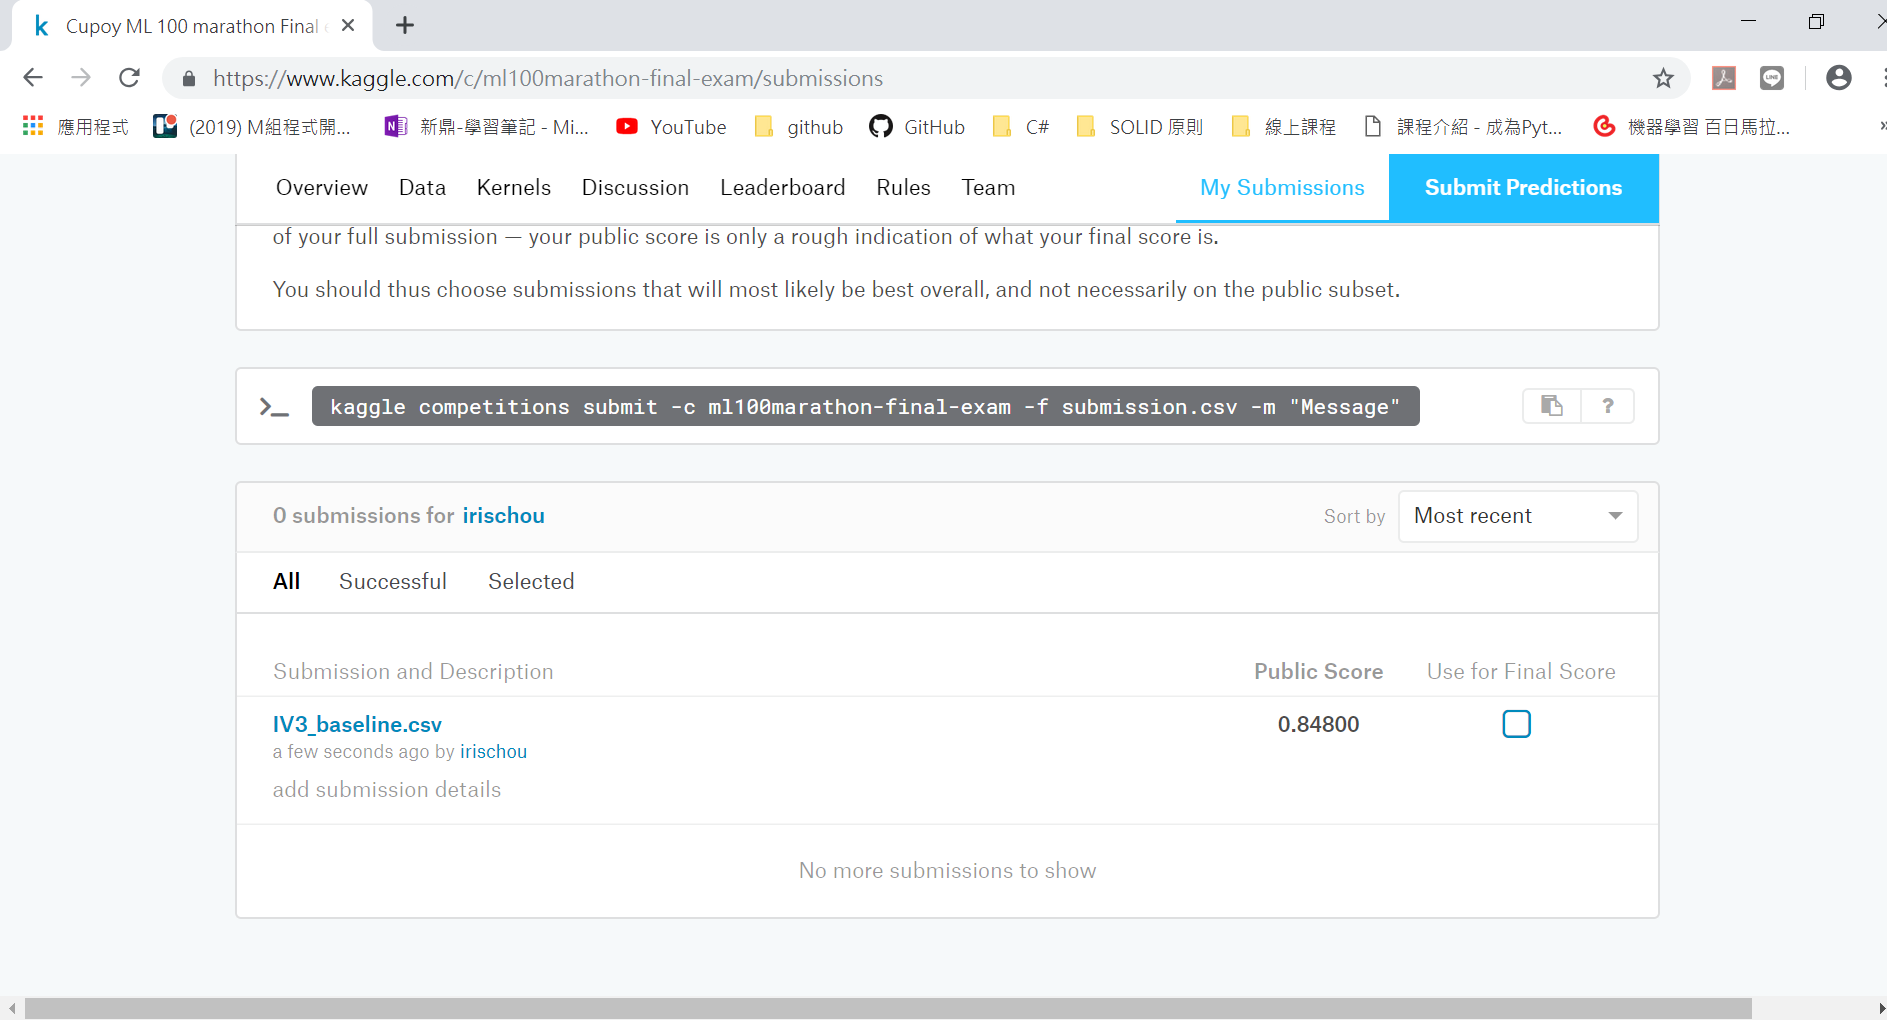 Cupoy ML 100 marathon Final
https://www.kaggle.com/c/ml100marathon-final-exam/submissions
應用程式 (2019) M組程式開... 新鼎-學習筆記 - Mi... YouTube github GitHub C# SOLID 原則 線上課程 課程介紹 - 成為Pyt... 機器學習 百日馬拉... »
Overview Data Kernels Discussion Leaderboard Rules Team My Submissions Submit Predictions
of your full submission — your public score is only a rough indication of what your final score is.
You should thus choose submissions that will most likely be best overall, and not necessarily on the public subset.
>_ kaggle competitions submit -c ml100marathon-final-exam -f submission.csv -m "Message" ?
0 submissions for irischou Sort by Most recent
All Successful Selected
Submission and Description Public Score Use for Final Score
IV3_baseline.csv 0.84800
a few seconds ago by irischou
add submission details
No more submissions to show